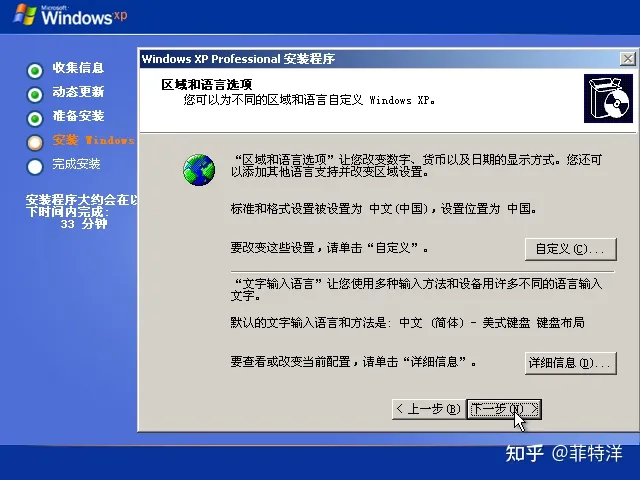 Microsoft
Windows xp
收集信息
动态更新
准备安装
安装 Windows
完成安装
安装程序大约会在以
下时间内完成:
33 分钟
Windows XP Professional 安装程序
区域和语言选项
您可以为不同的区域和语言自定义 Windows XP。
“区域和语言选项”让您改变数字、货币以及日期的显示方式。您还可
以添加其他语言支持并改变区域设置。
标准和格式设置被设置为 中文(中国)，设置位置为 中国。
要改变这些设置，请单击“自定义”。
自定义(C)...
“文字输入语言”让您使用多种输入方法和设备用许多不同的语言输入
文字。
默认的文字输入语言和方法是: 中文 (简体) - 美式键盘 键盘布局
要查看或改变当前配置，请单击“详细信息”。
详细信息(D)...
< 上一步(B)
下一步(N) >
知乎 @菲特洋